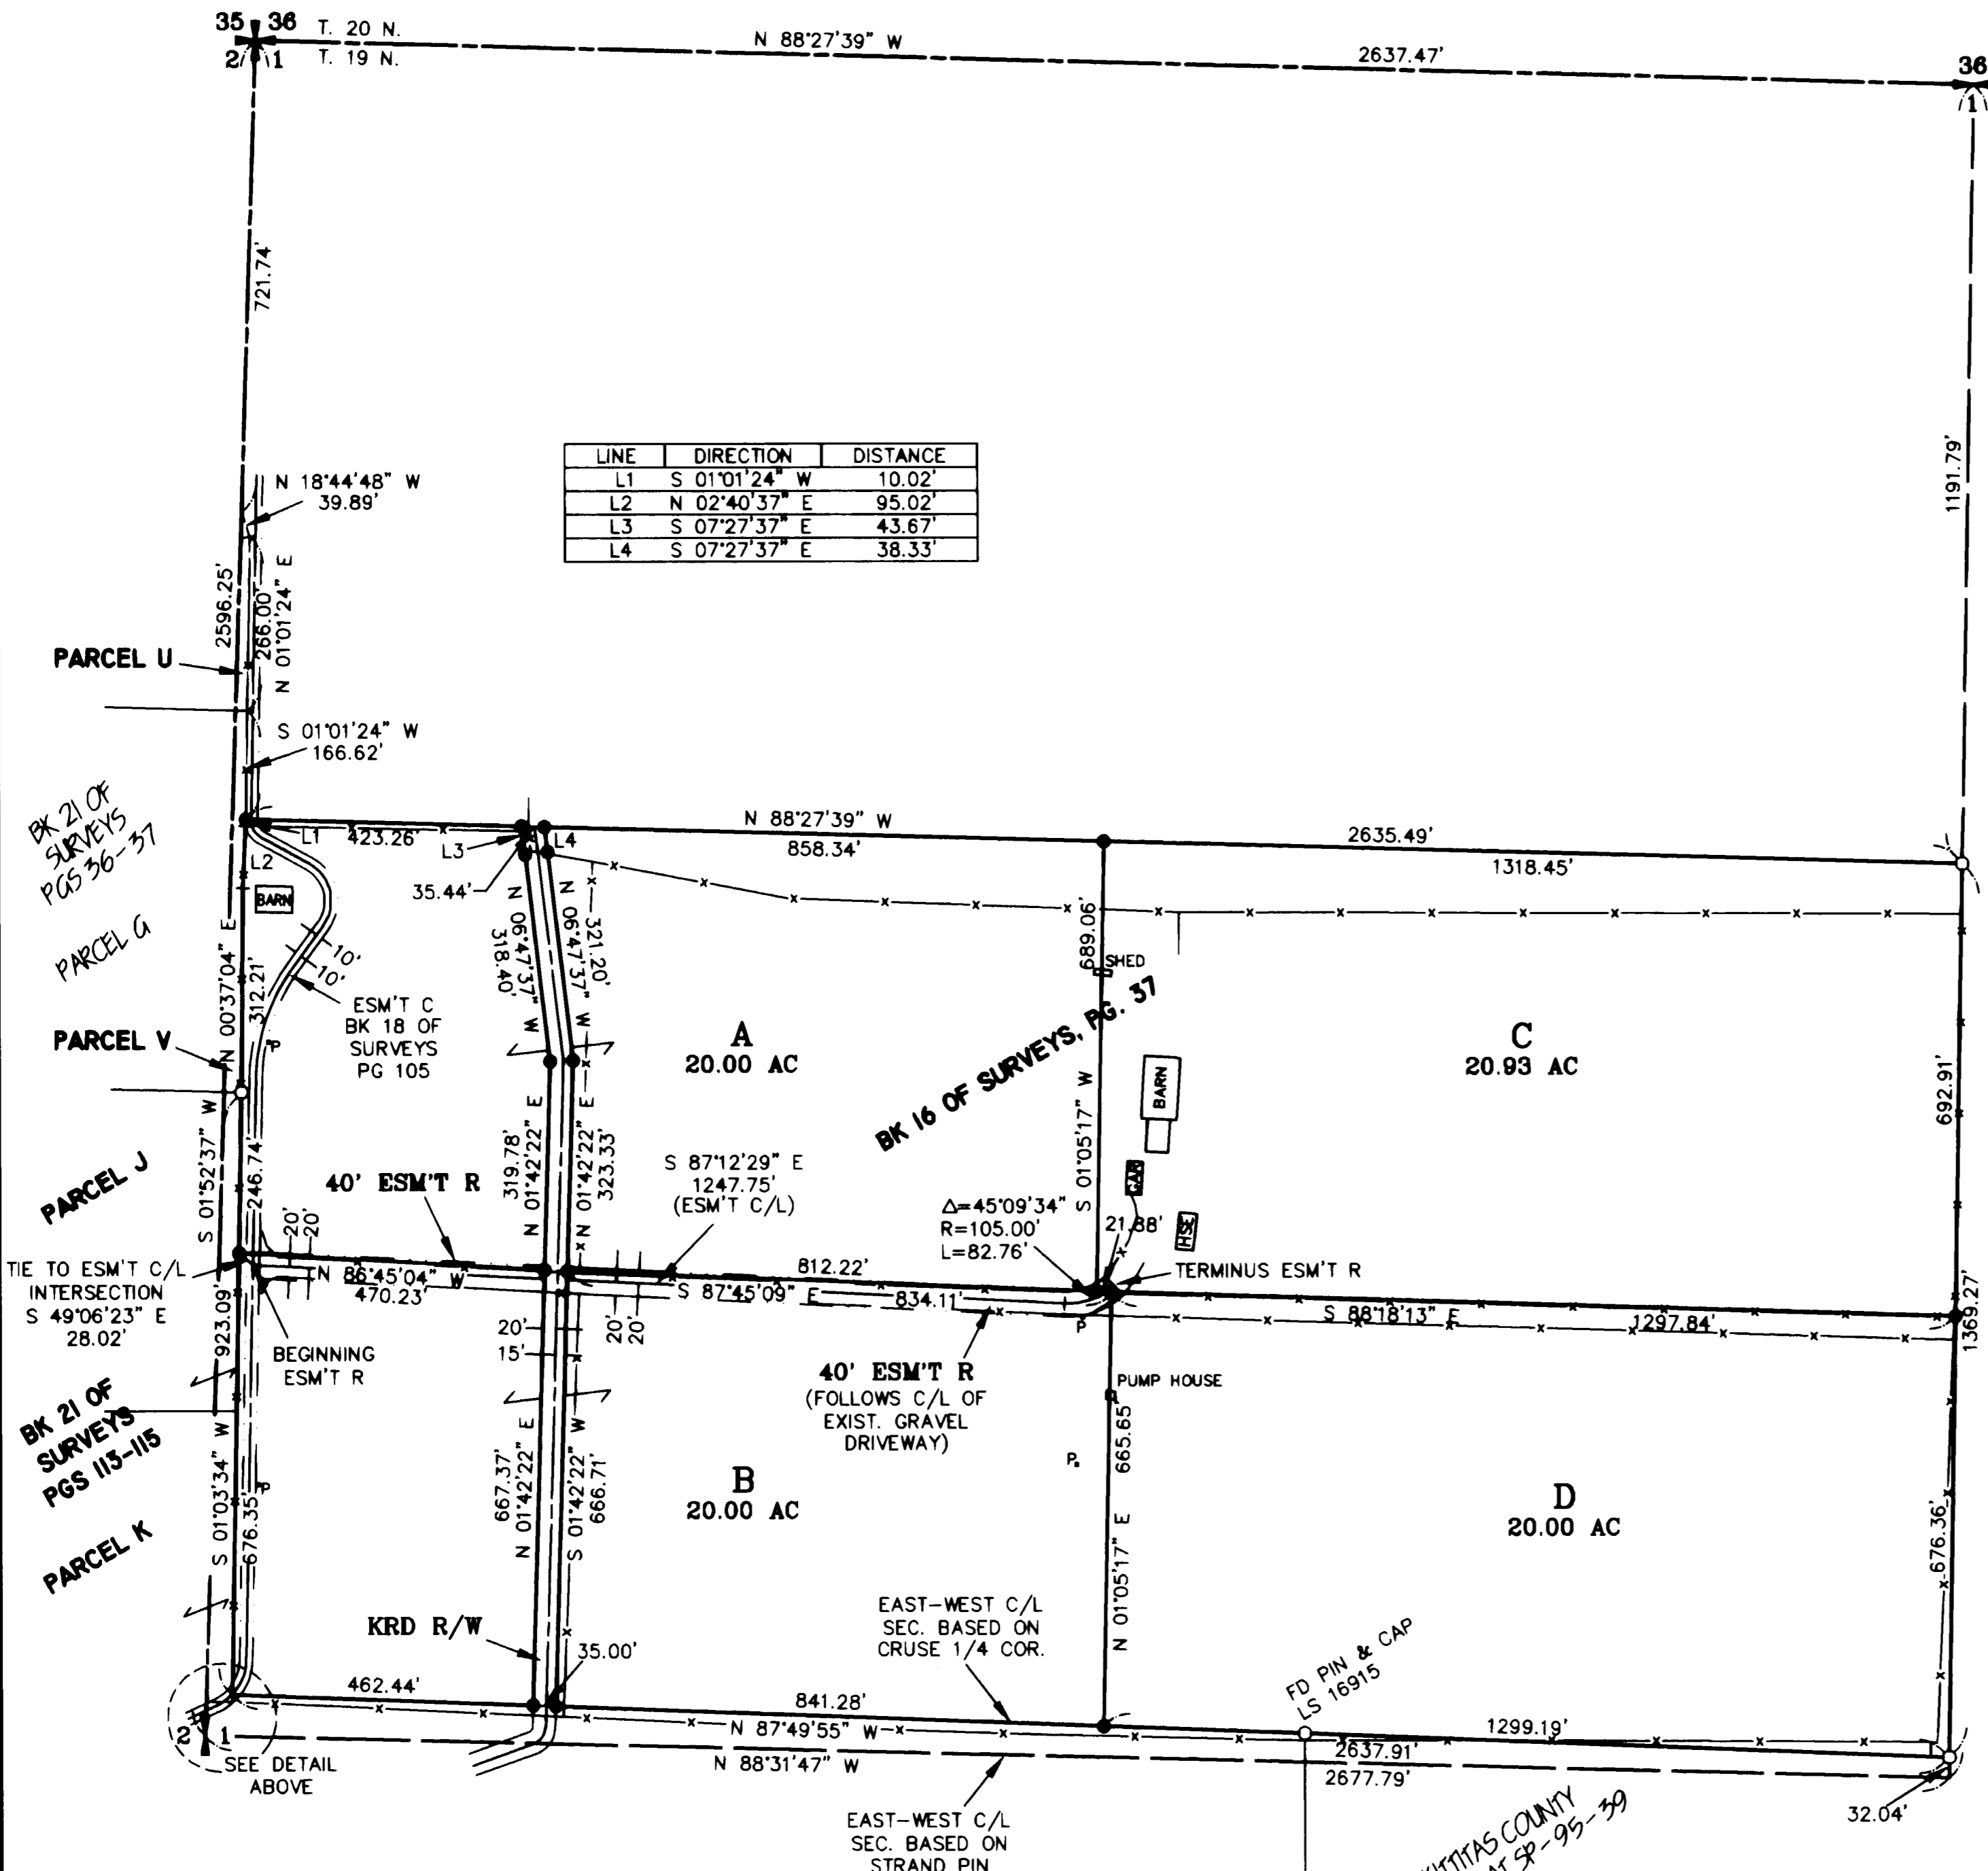 35 36
T. 20 N.
2 1
T. 19 N.
N 88°27'39" W
2637.47'
36
1
721.74'
1191.79'
LINE DIRECTION DISTANCE
L1 S 01°01'24" W 10.02'
L2 N 02°40'37" E 95.02'
L3 S 07°27'37" E 43.67'
L4 S 07°27'37" E 38.33'
N 18°44'48" W
39.89'
2596.25'
266.00'
N 01°01'24" E
PARCEL U
S 01°01'24" W
166.62'
BK 21 OF
SURVEYS
PGS 36-37
PARCEL G
L1
423.26'
L3
L4
N 88°27'39" W
858.34'
2635.49'
1318.45'
L2
BARN
35.44'
N 06°47'37" W
318.40'
N 06°47'37" W
321.20'
689.06'
SHED
10'
10'
N 00°37'04" E
312.21'
ESM'T C
BK 18 OF
SURVEYS
PG 105
P
PARCEL V
A
20.00 AC
BK 16 OF SURVEYS, PG. 37
C
20.93 AC
BARN
692.91'
S 01°05'17" W
S 01°52'37" W
246.74'
PARCEL J
40' ESM'T R
319.78'
N 01°42'22" E
N 01°42'22" E
323.33'
S 87°12'29" E
1247.75'
(ESM'T C/L)
GAR
HSE
Δ=45°09'34"
R=105.00'
L=82.76'
21.88'
20'
20'
TIE TO ESM'T C/L
INTERSECTION
S 49°06'23" E
28.02'
N 86°45'04" W
470.23'
812.22'
S 87°45'09" E
834.11'
TERMINUS ESM'T R
S 88°18'13" E
1297.84'
1369.27'
923.09'
BEGINNING
ESM'T R
20'
15'
20'
20'
P
40' ESM'T R
(FOLLOWS C/L OF
EXIST. GRAVEL
DRIVEWAY)
PUMP HOUSE
BK 21 OF
SURVEYS
PGS 113-115
S 01°03'34" W
676.35'
P
667.37'
N 01°42'22" E
S 01°42'22" W
666.71'
B
20.00 AC
P
665.65
N 01°05'17" E
D
20.00 AC
676.36'
PARCEL K
KRD R/W
35.00'
EAST-WEST C/L
SEC. BASED ON
CRUSE 1/4 COR.
FD PIN & CAP
LS 16915
462.44'
841.28'
N 87°49'55" W
1299.19'
2637.91'
2 1
SEE DETAIL
ABOVE
N 88°31'47" W
2677.79'
32.04'
EAST-WEST C/L
SEC. BASED ON
STRAND PIN
KITTITAS COUNTY
SP-95-39